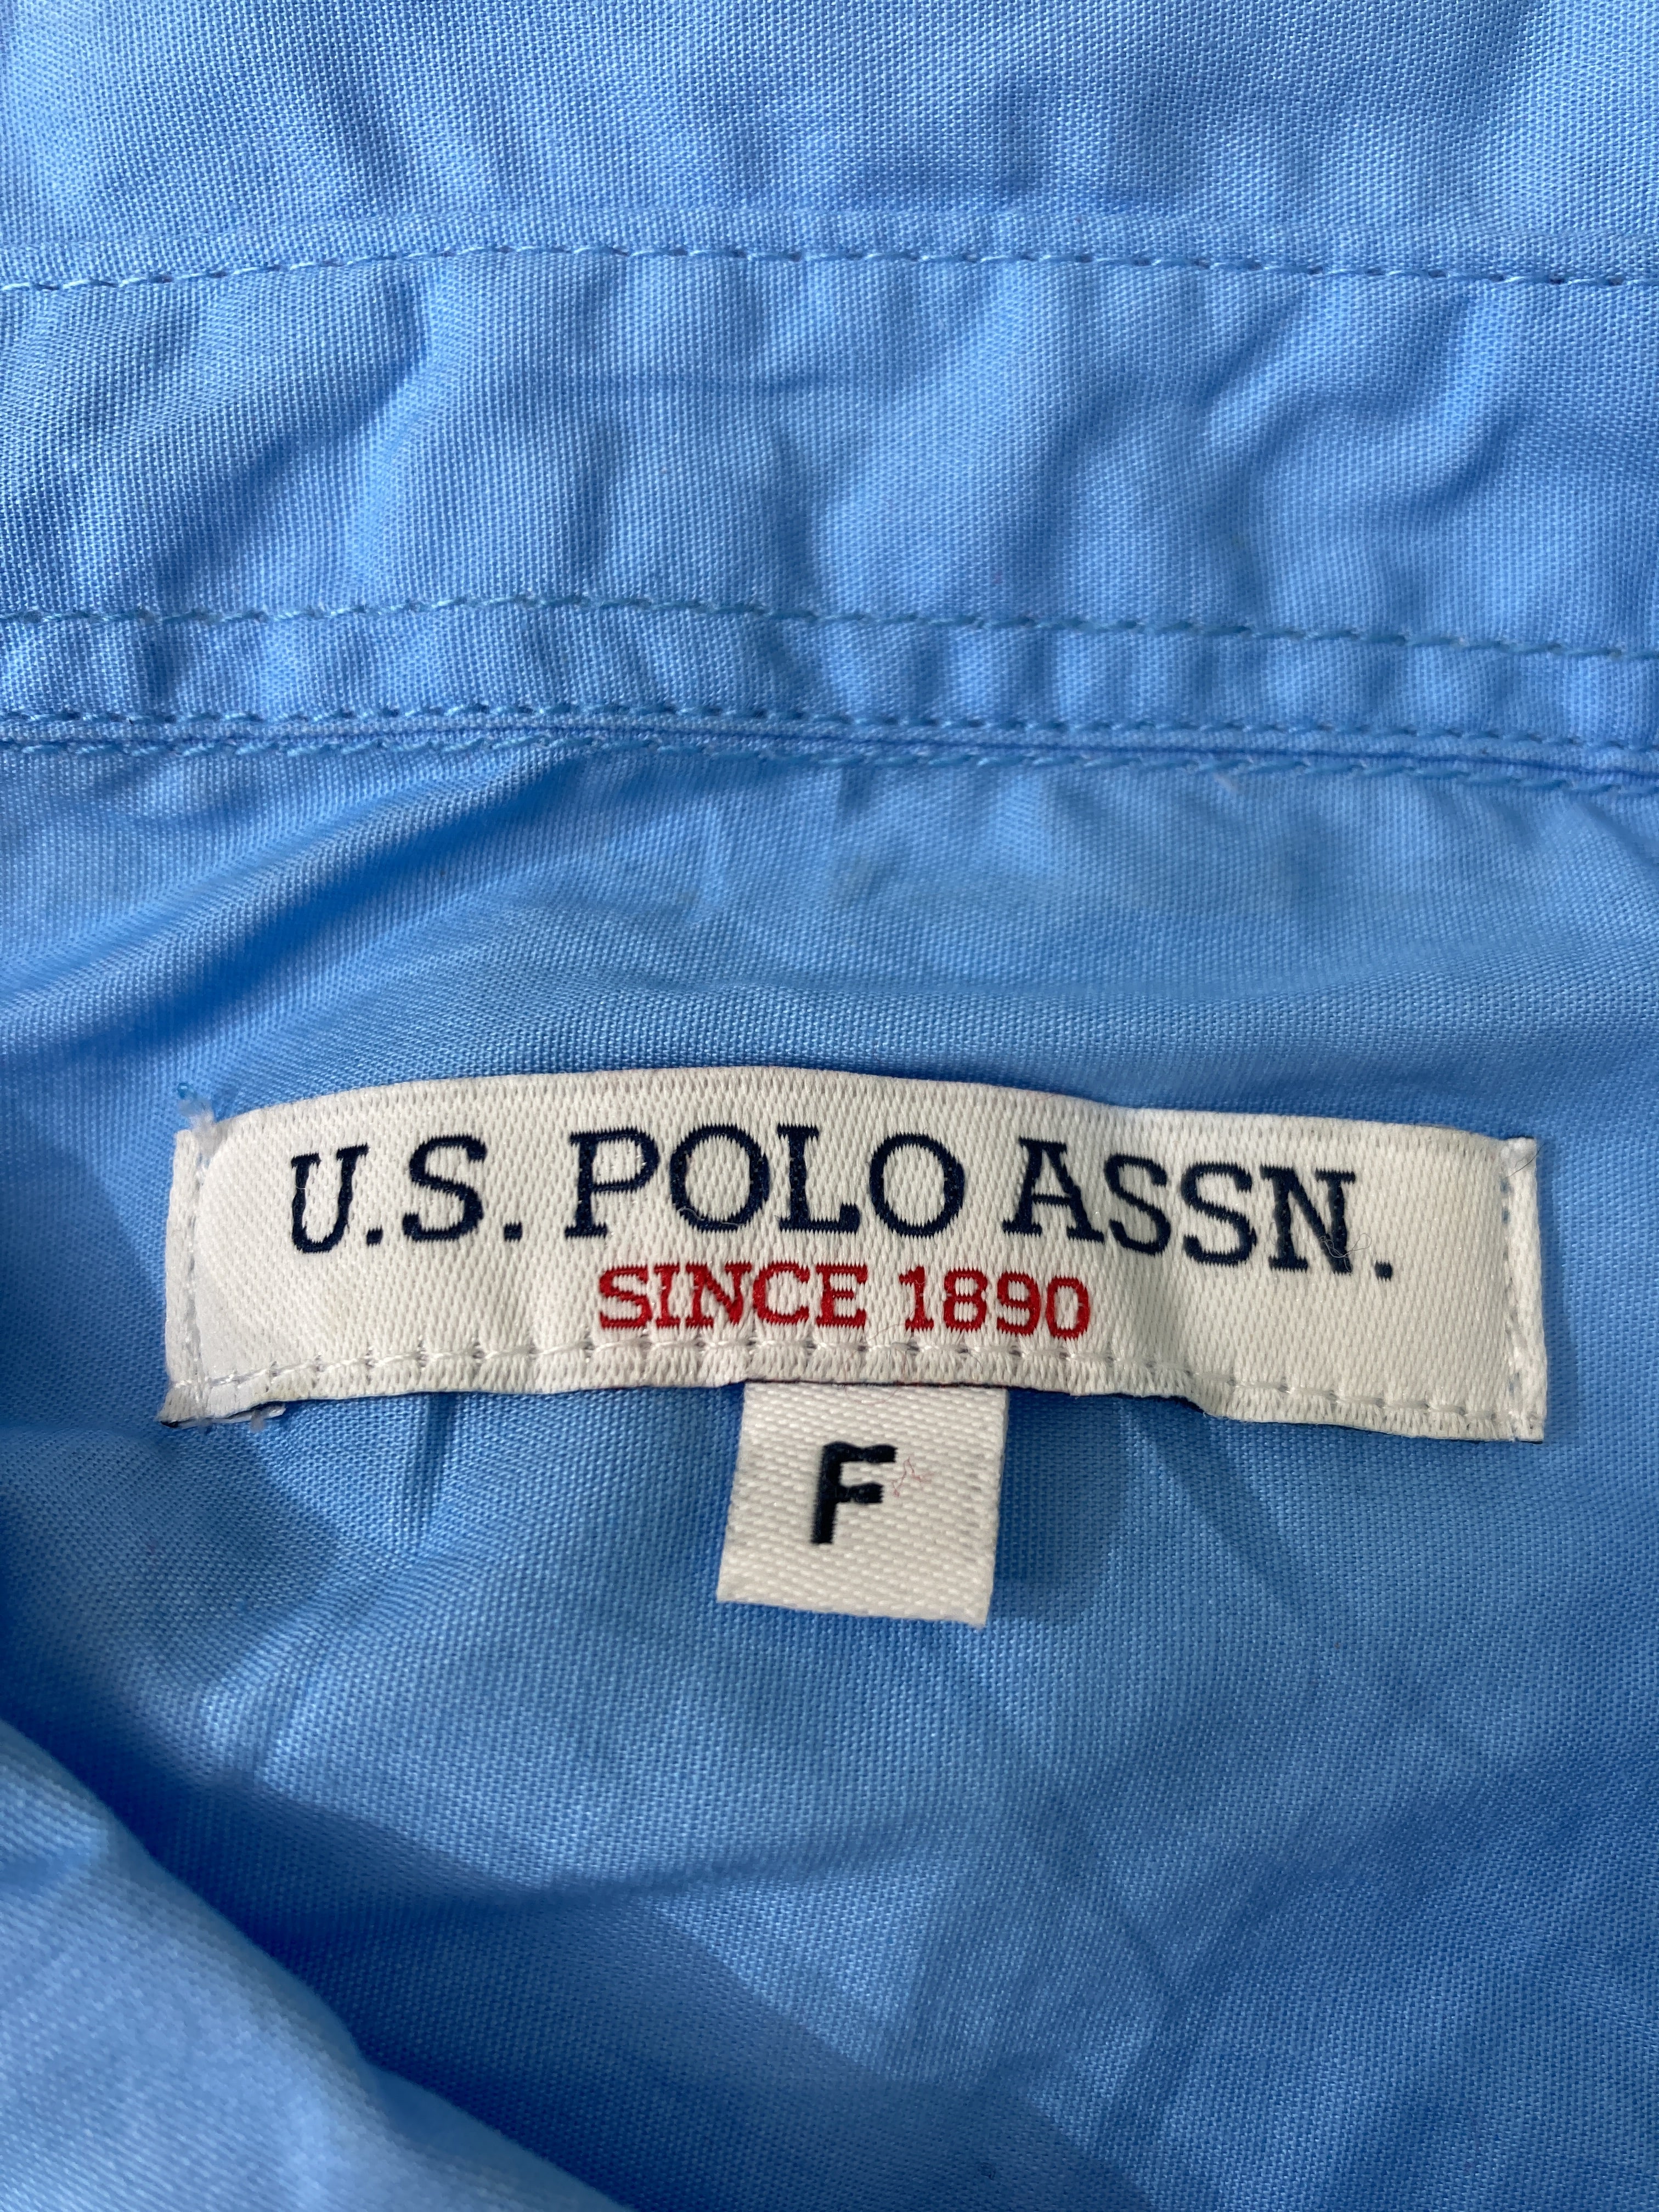 U.S. POLO ASSN.
SINCE 1890
F